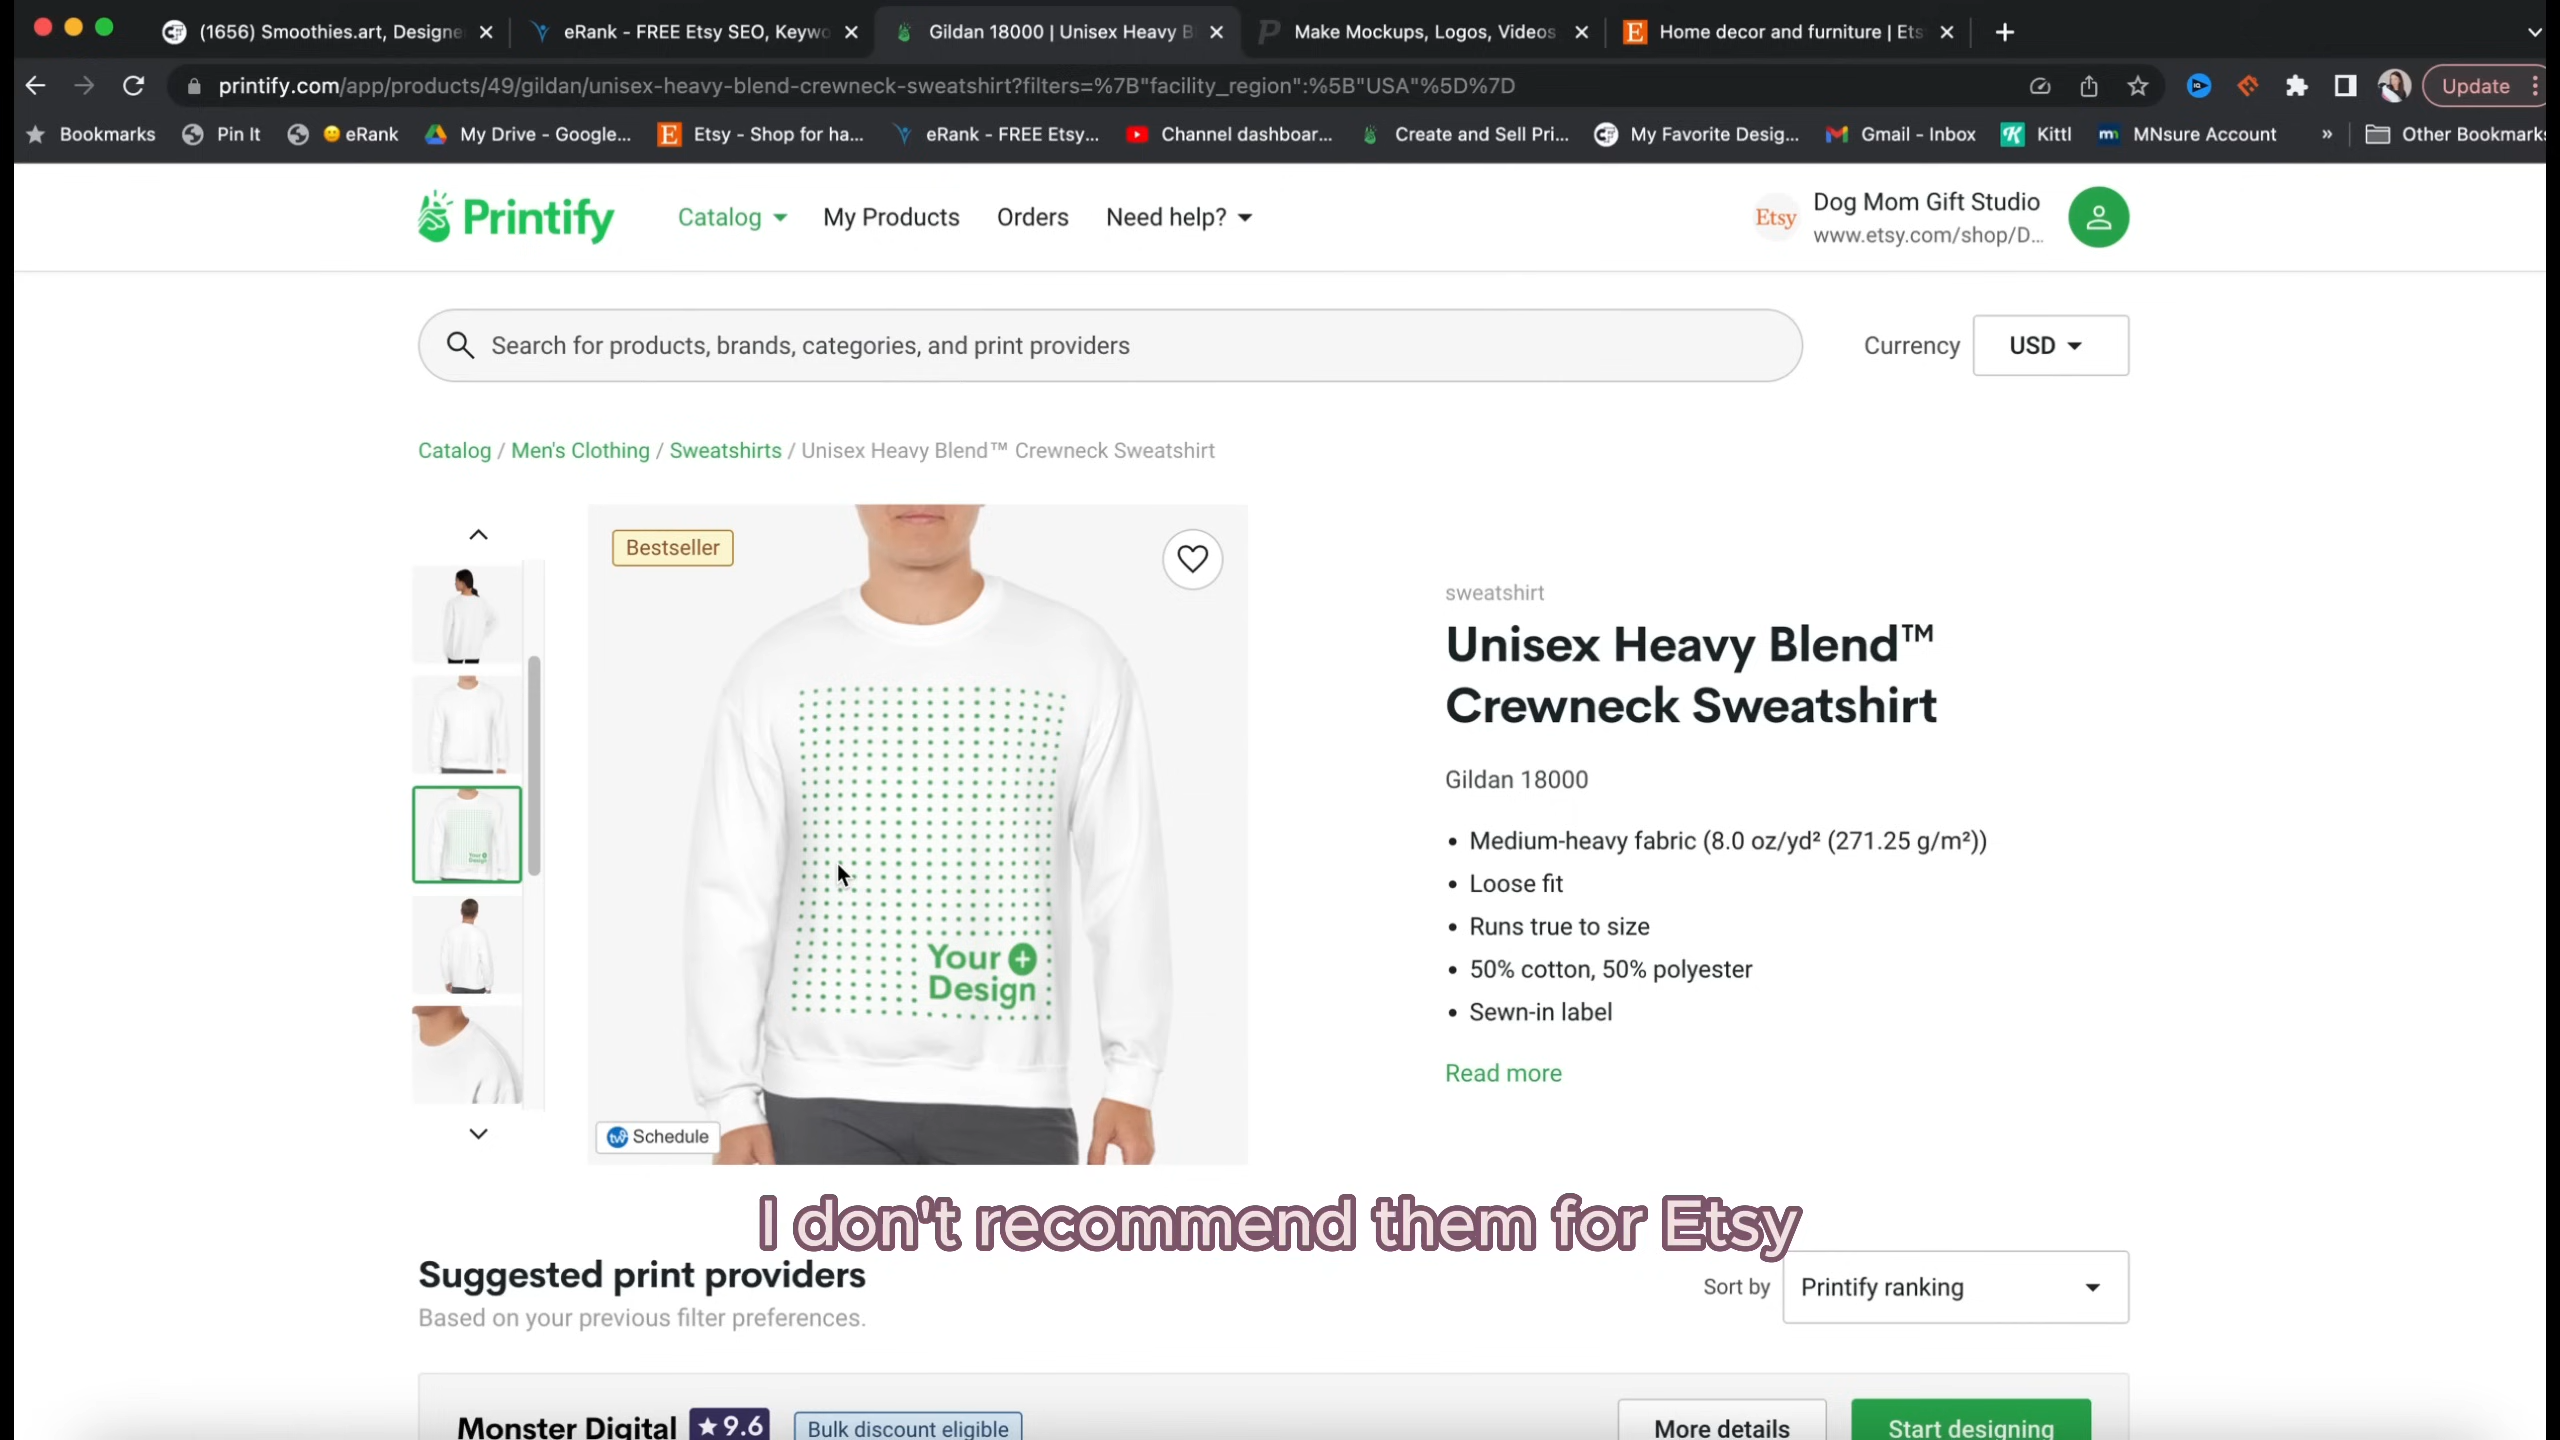 (1656) Smoothies.art, Designe
eRank - FREE Etsy SEO, Keywo
Gildan 18000 | Unisex Heavy B
Make Mockups, Logos, Videos
Home decor and furniture | Ets
printify.com/app/products/49/gildan/unisex-heavy-blend-crewneck-sweatshirt?filters=%7B"facility_region":%5B"USA"%5D%7D
Update
Bookmarks
Pin It
eRank
My Drive - Google...
Etsy - Shop for ha...
eRank - FREE Etsy...
Channel dashboar...
Create and Sell Pri...
My Favorite Desig...
Gmail - Inbox
Kittl
MNsure Account
»
Other Bookmarks
Printify
Catalog
My Products
Orders
Need help?
Etsy
Dog Mom Gift Studio
www.etsy.com/shop/D...
Search for products, brands, categories, and print providers
Currency
USD
Catalog / Men's Clothing / Sweatshirts / Unisex Heavy Blend™ Crewneck Sweatshirt
Bestseller
Your
Design
Schedule
sweatshirt
Unisex Heavy Blend™
Crewneck Sweatshirt
Gildan 18000
• Medium-heavy fabric (8.0 oz/yd² (271.25 g/m²))
• Loose fit
• Runs true to size
• 50% cotton, 50% polyester
• Sewn-in label
Read more
I don't recommend them for Etsy
Suggested print providers
Based on your previous filter preferences.
Sort by
Printify ranking
Monster Digital
★ 9.6
Bulk discount eligible
More details
Start designing